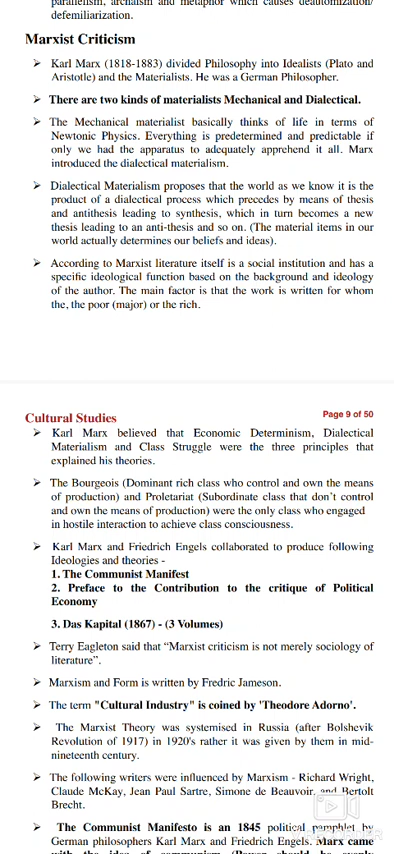 parallelism, archaism and metaphor which causes deautomization/
defemiliarization.
Marxist Criticism
➤ Karl Marx (1818-1883) divided Philosophy into Idealists (Plato and
Aristotle) and the Materialists. He was a German Philosopher.
➤ There are two kinds of materialists Mechanical and Dialectical.
➤ The Mechanical materialist basically thinks of life in terms of
Newtonic Physics. Everything is predetermined and predictable if
only we had the apparatus to adequately apprehend it all. Marx
introduced the dialectical materialism.
➤ Dialectical Materialism proposes that the world as we know it is the
product of a dialectical process which precedes by means of thesis
and antithesis leading to synthesis, which in turn becomes a new
thesis leading to an anti-thesis and so on. (The material items in our
world actually determines our beliefs and ideas).
➤ According to Marxist literature itself is a social institution and has a
specific ideological function based on the background and ideology
of the author. The main factor is that the work is written for whom
the, the poor (major) or the rich.
Page 9 of 50
Cultural Studies
➤ Karl Marx believed that Economic Determinism, Dialectical
Materialism and Class Struggle were the three principles that
explained his theories.
➤ The Bourgeois (Dominant rich class who control and own the means
of production) and Proletariat (Subordinate class that don't control
and own the means of production) were the only class who engaged
in hostile interaction to achieve class consciousness.
➤ Karl Marx and Friedrich Engels collaborated to produce following
Ideologies and theories -
1. The Communist Manifest
2. Preface to the Contribution to the critique of Political
Economy
3. Das Kapital (1867) - (3 Volumes)
➤ Terry Eagleton said that “Marxist criticism is not merely sociology of
literature”.
➤ Marxism and Form is written by Fredric Jameson.
➤ The term "Cultural Industry" is coined by 'Theodore Adorno'.
➤ The Marxist Theory was systemised in Russia (after Bolshevik
Revolution of 1917) in 1920's rather it was given by them in mid-
nineteenth century.
➤ The following writers were influenced by Marxism - Richard Wright,
Claude McKay, Jean Paul Sartre, Simone de Beauvoir, and Bertolt
Brecht.
➤ The Communist Manifesto is an 1845 political pamphlet by
German philosophers Karl Marx and Friedrich Engels. Marx came
with the idea of communism (Power should be